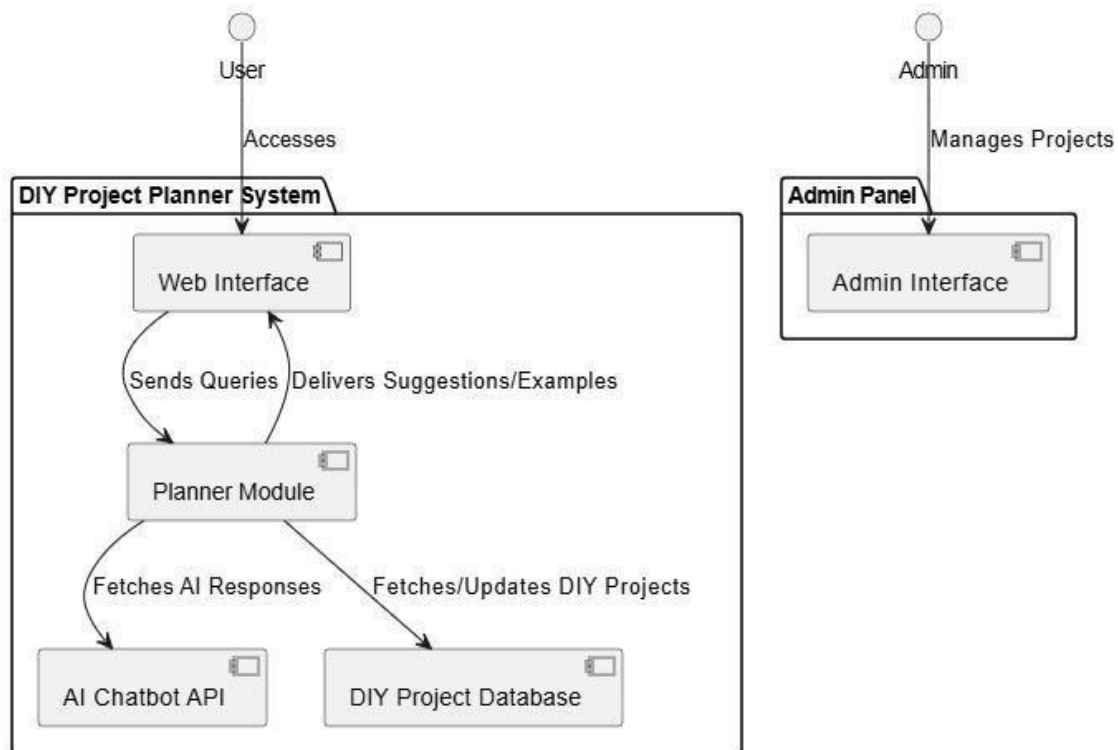 User
Admin
Accesses
Manages Projects
DIY Project Planner System
Admin Panel
Web Interface
Admin Interface
Sends Queries
Delivers Suggestions/Examples
Planner Module
Fetches AI Responses
Fetches/Updates DIY Projects
AI Chatbot API
DIY Project Database